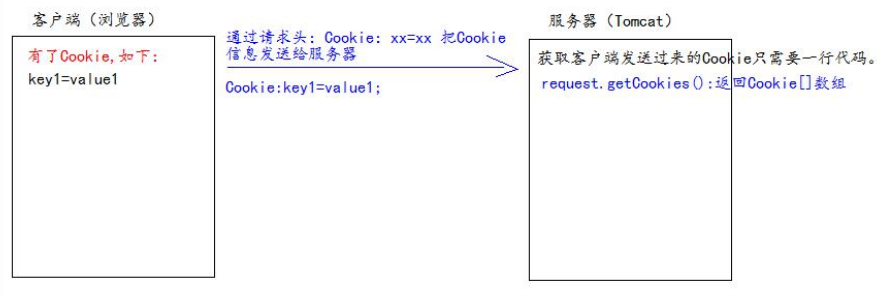 客户端（浏览器）
有了Cookie,如下：
key1=value1
通过请求头：Cookie: xx=xx 把Cookie
信息发送给服务器
Cookie:key1=value1;
服务器（Tomcat）
获取客户端发送过来的Cookie只需要一行代码。
request.getCookies():返回Cookie[]数组